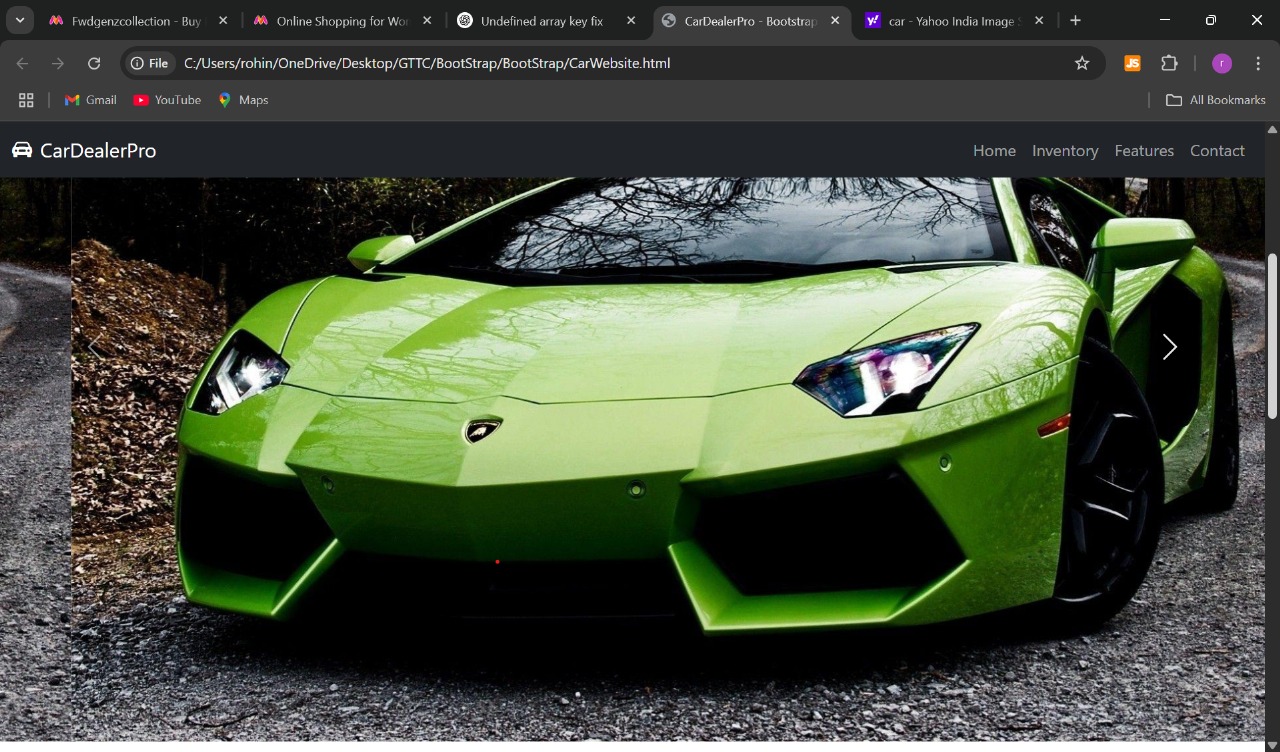 Fwdgenzcollection - Buy
Online Shopping for Wor
Undefined array key fix
CarDealerPro - Bootstrap
car - Yahoo India Image S
File
C:/Users/rohin/OneDrive/Desktop/GTTC/BootStrap/BootStrap/CarWebsite.html
JS
r
Gmail
YouTube
Maps
All Bookmarks
CarDealerPro
Home Inventory Features Contact